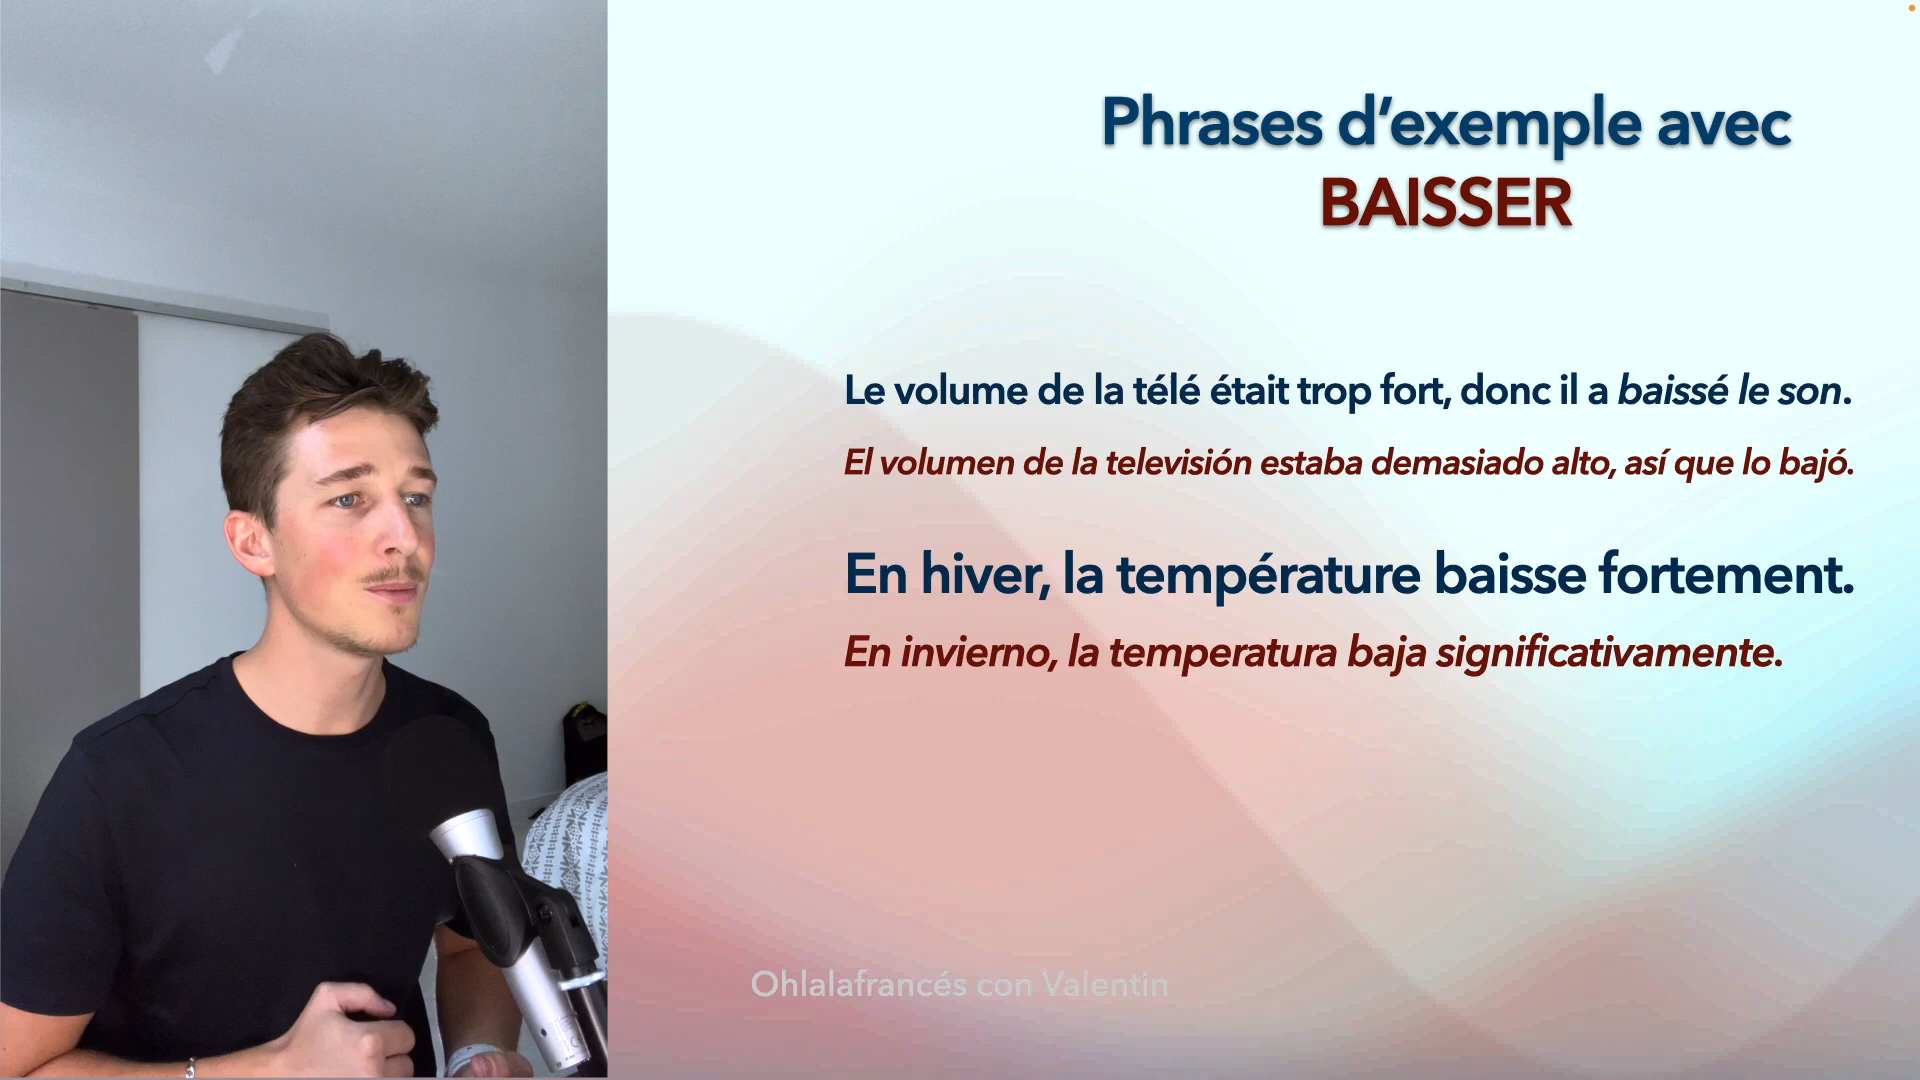 Phrases d’exemple avec
BAISSER
Le volume de la télé était trop fort, donc il a baissé le son.
El volumen de la televisión estaba demasiado alto, así que lo bajó.
En hiver, la température baisse fortement.
En invierno, la temperatura baja significativamente.
Ohlalafrancés con Valentin